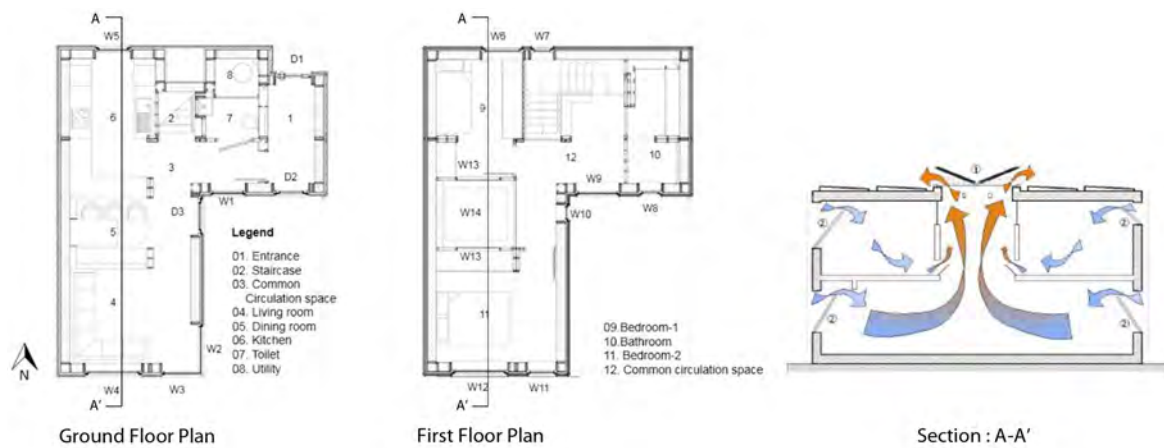 A
W5
D1
8
6
2
7
1
3
D2
W1
D3
5
4
W2
W4
W3
A'
N
Legend
01. Entrance
02. Staircase
03. Common
Circulation space
04. Living room
05. Dining room
06. Kitchen
07. Toilet
08. Utility
Ground Floor Plan
A
W6
W7
9
12
10
W13
W9
W8
W14
W10
W13
11
W12
W11
A'
09.Bedroom-1
10.Bathroom
11. Bedroom-2
12. Common circulation space
First Floor Plan
①
②
②
②
②
Section : A-A'